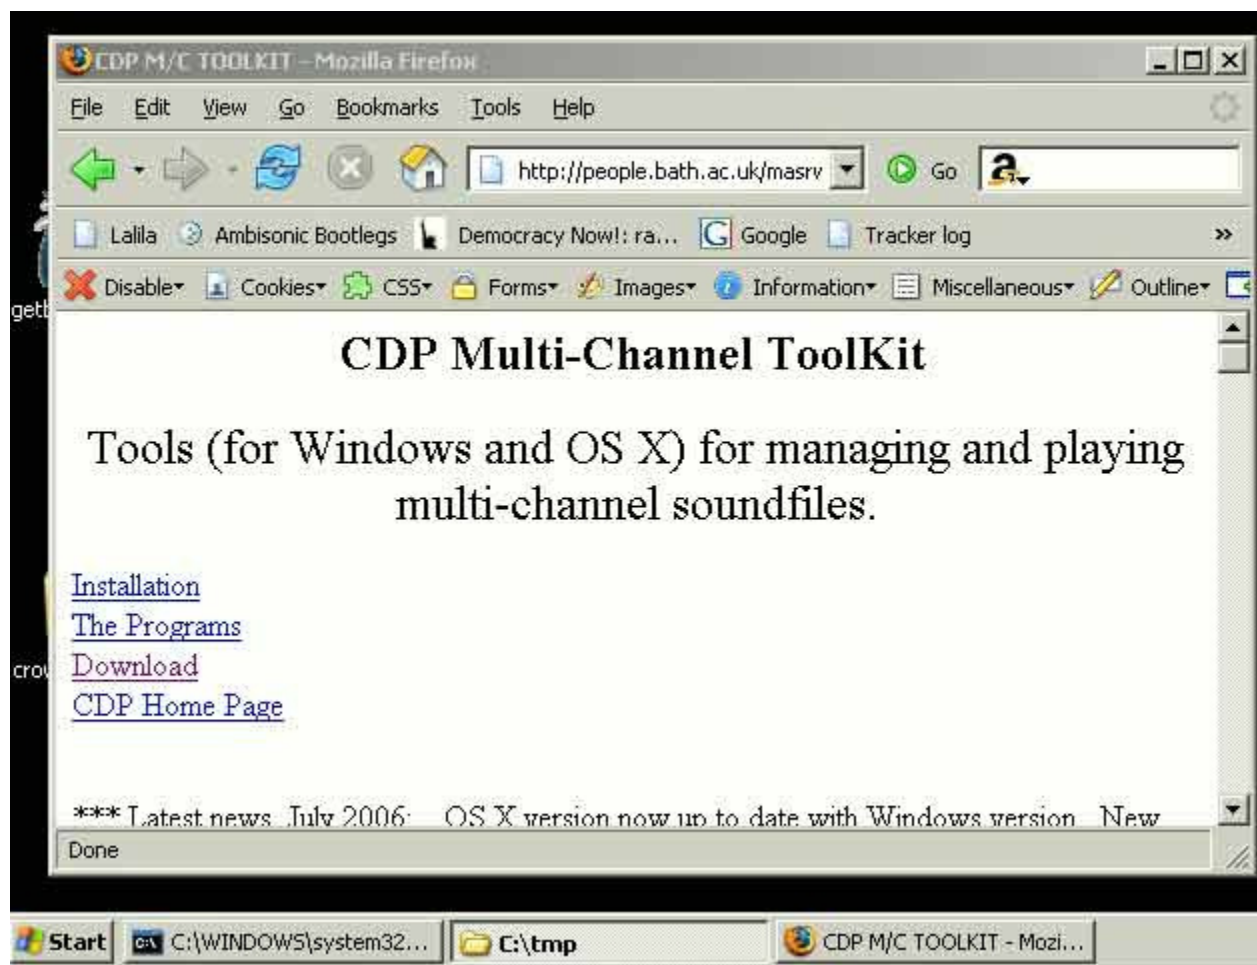 CDP M/C TOOLKIT - Mozilla Firefox
File Edit View Go Bookmarks Tools Help
http://people.bath.ac.uk/masrv Go
Lalila Ambisonic Bootlegs Democracy Now!: ra... Google Tracker log »
Disable Cookies CSS Forms Images Information Miscellaneous Outline
gett
CDP Multi-Channel ToolKit
Tools (for Windows and OS X) for managing and playing
multi-channel soundfiles.
Installation
The Programs
Download
crov
CDP Home Page
*** Latest news July 2006: OS X version now up to date with Windows version New
Done
Start C:\WINDOWS\system32... C:\tmp CDP M/C TOOLKIT - Mozi...